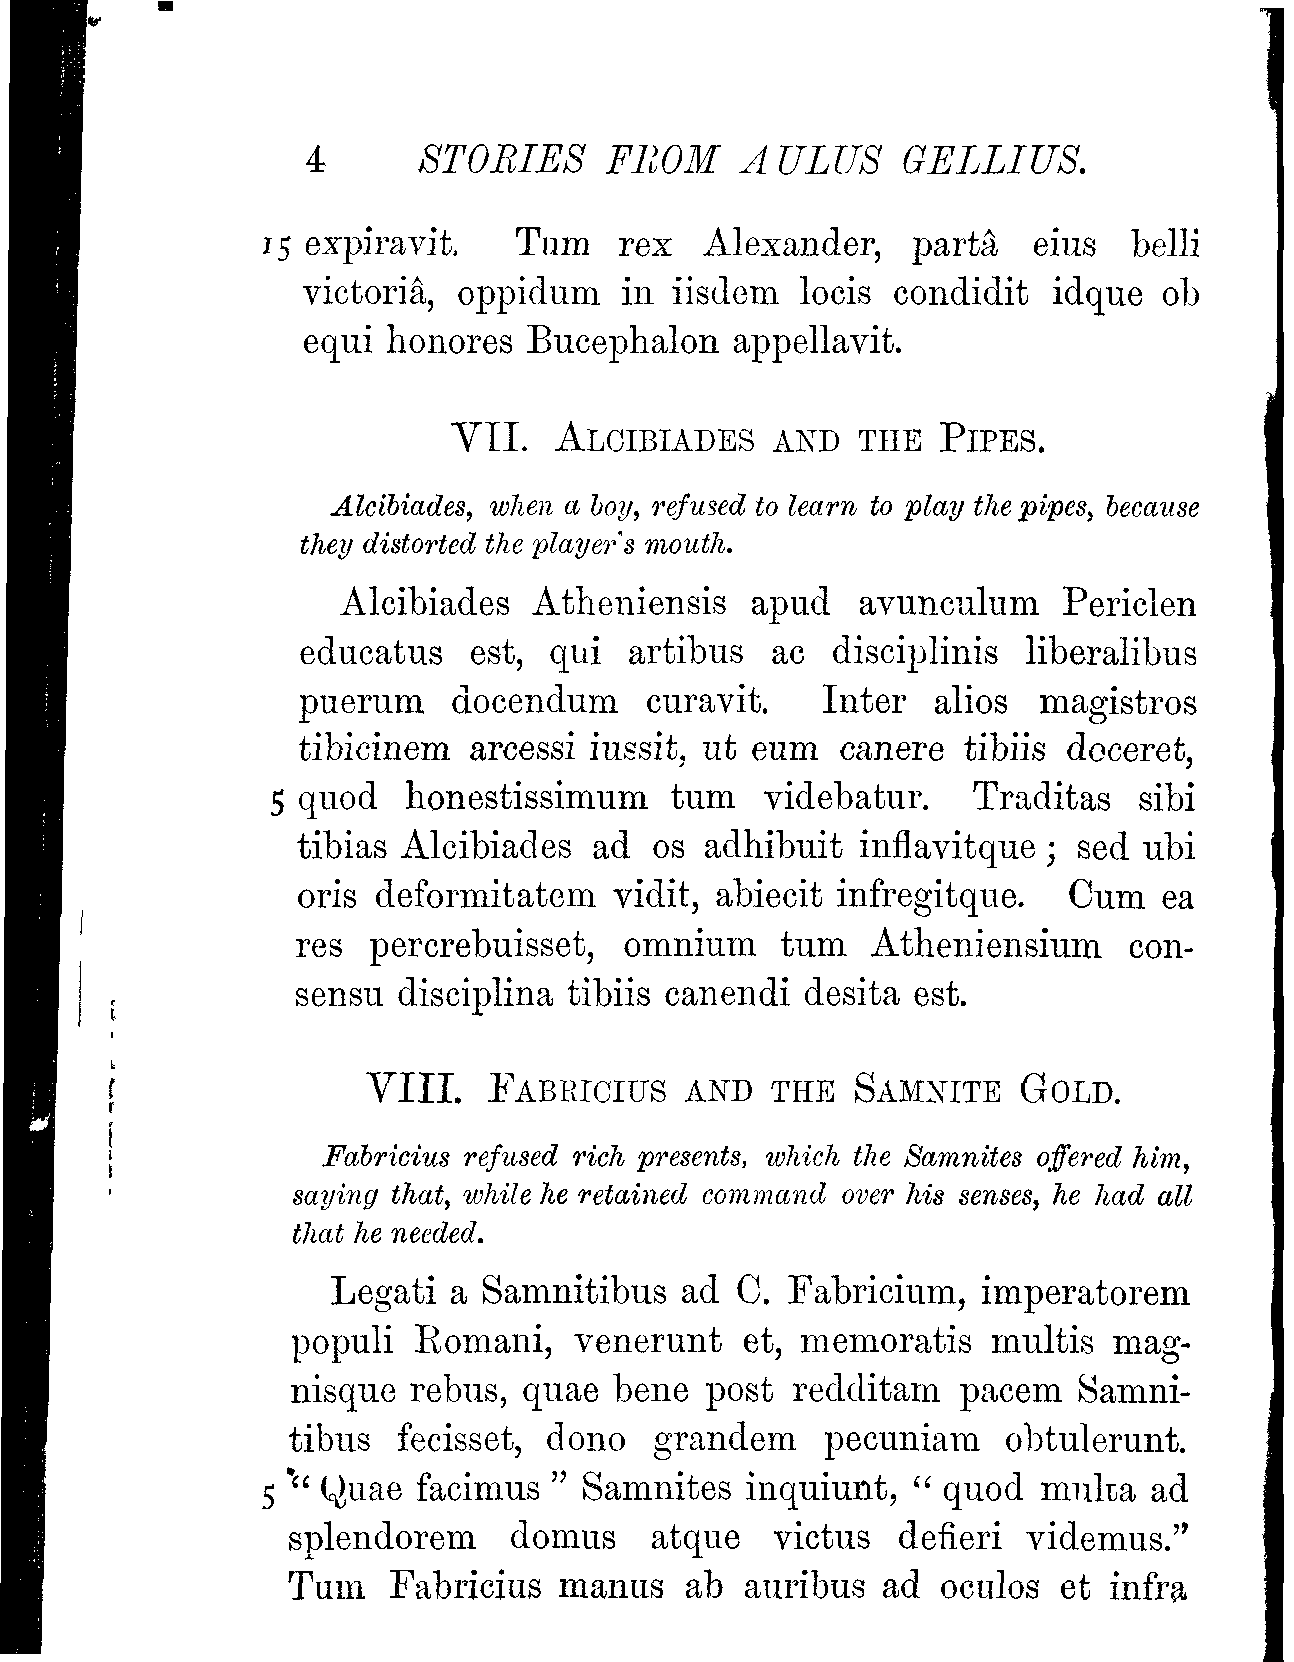 4 STORIES FROM AULUS GELLIUS.
15 expiravit. Tum rex Alexander, partâ eius belli
victoriâ, oppidum in iisdem locis condidit idque ob
equi honores Bucephalon appellavit.
VII. ALCIBIADES AND THE PIPES.
Alcibiades, when a boy, refused to learn to play the pipes, because
they distorted the player's mouth.
Alcibiades Atheniensis apud avunculum Periclen
educatus est, qui artibus ac disciplinis liberalibus
puerum docendum curavit. Inter alios magistros
tibicinem arcessi iussit, ut eum canere tibiis doceret,
5 quod honestissimum tum videbatur. Traditas sibi
tibias Alcibiades ad os adhibuit inflavitque; sed ubi
oris deformitatem vidit, abiecit infregitque. Cum ea
res percrebuisset, omnium tum Atheniensium con-
sensu disciplina tibiis canendi desita est.
VIII. FABRICIUS AND THE SAMNITE GOLD.
Fabricius refused rich presents, which the Samnites offered him,
saying that, while he retained command over his senses, he had all
that he needed.
Legati a Samnitibus ad C. Fabricium, imperatorem
populi Romani, venerunt et, memoratis multis mag-
nisque rebus, quae bene post redditam pacem Samni-
tibus fecisset, dono grandem pecuniam obtulerunt.
5 "Quae facimus" Samnites inquiunt, "quod multa ad
splendorem domus atque victus defieri videmus."
Tum Fabricius manus ab auribus ad oculos et infra